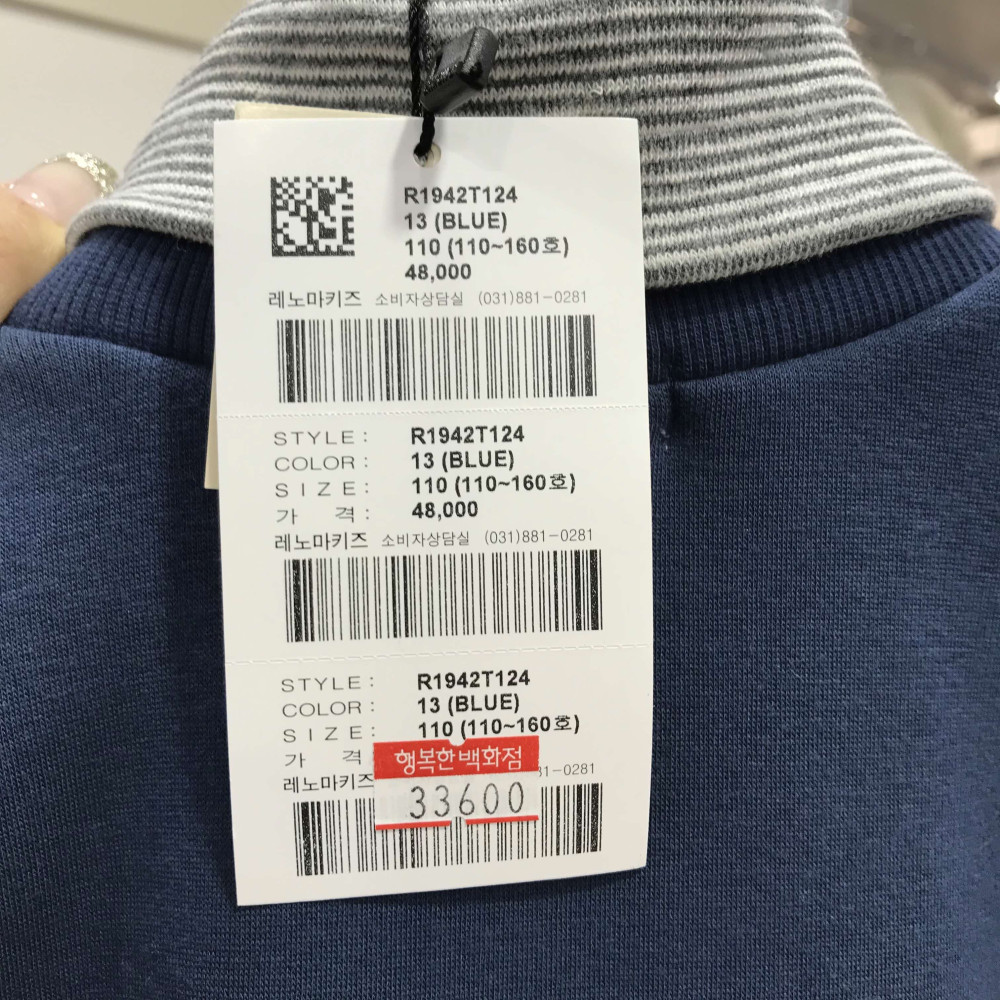 R1942T124
13 (BLUE)
110 (110~160호)
48,000
레노마키즈 소비자상담실 (031)881-0281
STYLE : R1942T124
COLOR : 13 (BLUE)
SIZE : 110 (110~160호)
가 격 : 48,000
레노마키즈 소비자상담실 (031)881-0281
STYLE : R1942T124
COLOR : 13 (BLUE)
SIZE : 110 (110~160호)
가 격
행복한백화점
레노마키즈 31-0281
33600